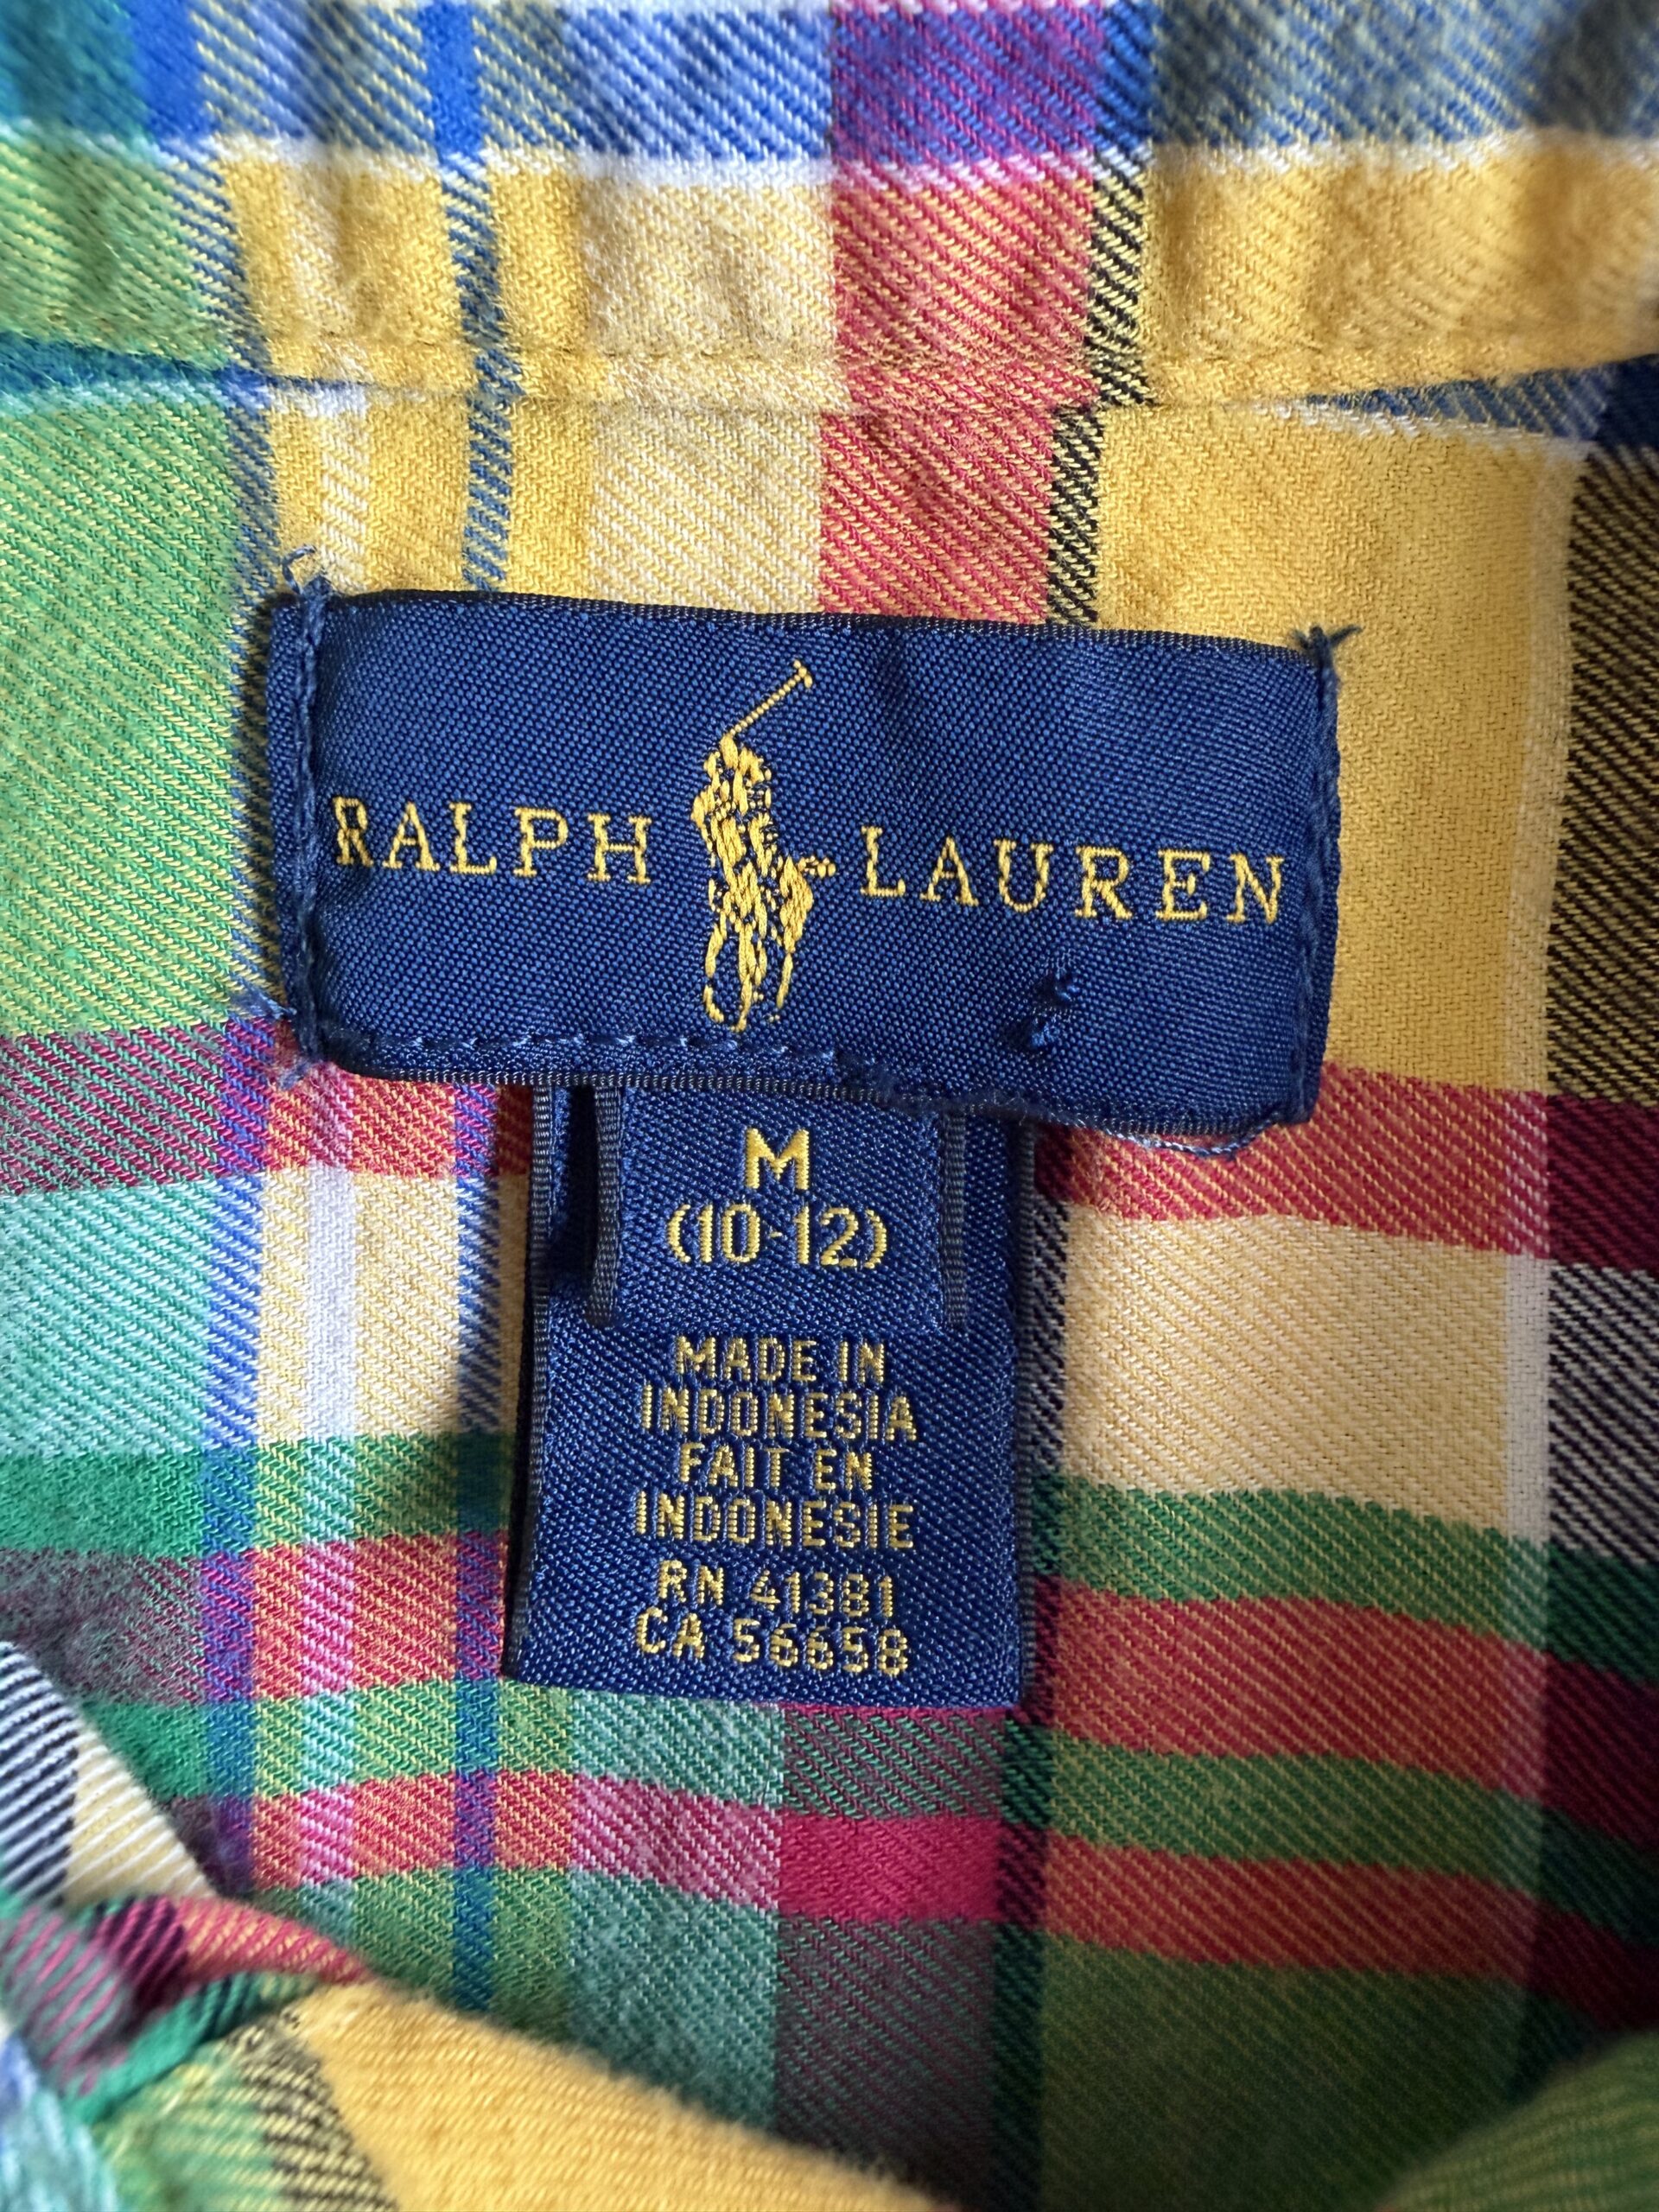 RALPH LAUREN
M
(10-12)
MADE IN
INDONESIA
FAIT EN
INDONESIE
RN 41381
CA 56658